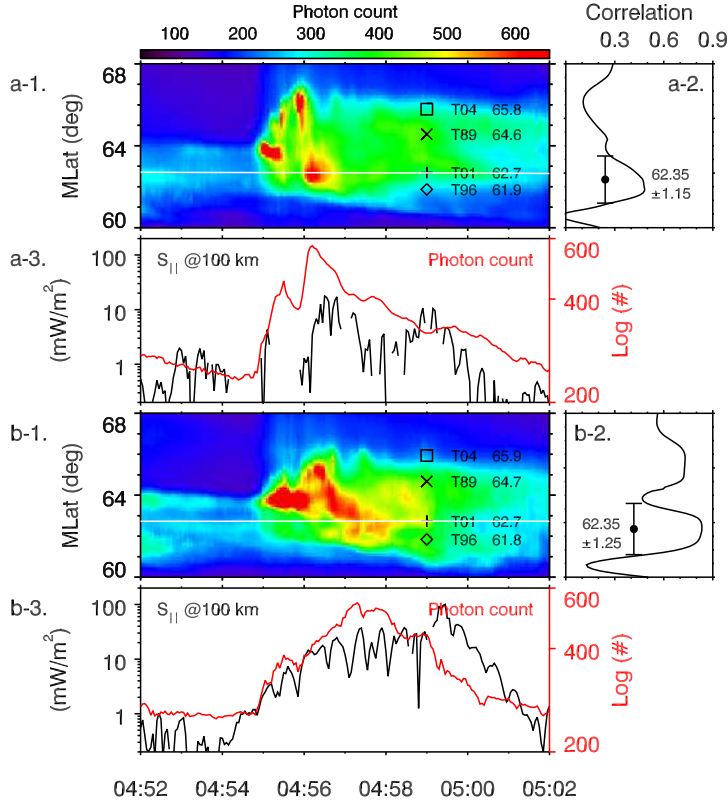 Photon count
100 200 300 400 500 600
Correlation
0.3 0.6 0.9
a-1.
MLat (deg)
68
64
60
T04 65.8
T89 64.6
T01 62.7
T96 61.9
a-2.
62.35
±1.15
a-3.
(mW/m²)
100
10
1
S|| @100 km
Photon count
600
400
200
Log (#)
b-1.
MLat (deg)
68
64
60
T04 65.9
T89 64.7
T01 62.7
T96 61.8
b-2.
62.35
±1.25
b-3.
(mW/m²)
100
10
1
S|| @100 km
Photon count
600
400
200
Log (#)
04:52 04:54 04:56 04:58 05:00 05:02